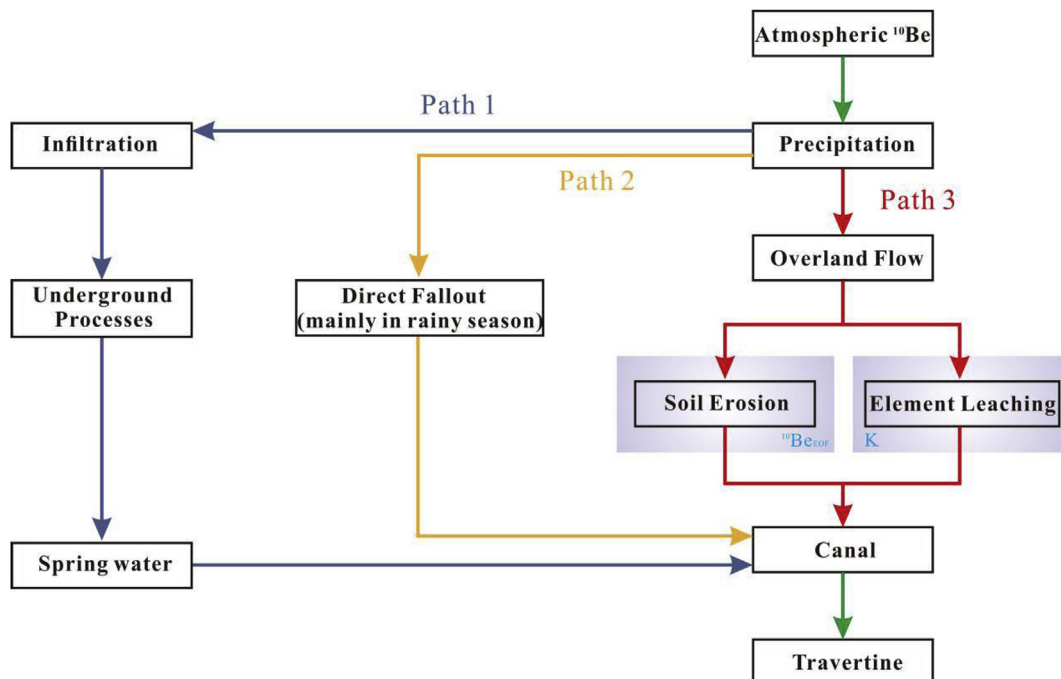 Atmospheric ¹⁰Be
Path 1
Infiltration
Precipitation
Path 2
Path 3
Overland Flow
Underground
Processes
Direct Fallout
(mainly in rainy season)
Soil Erosion
Element Leaching
¹⁰Be_EOF
K
Spring water
Canal
Travertine